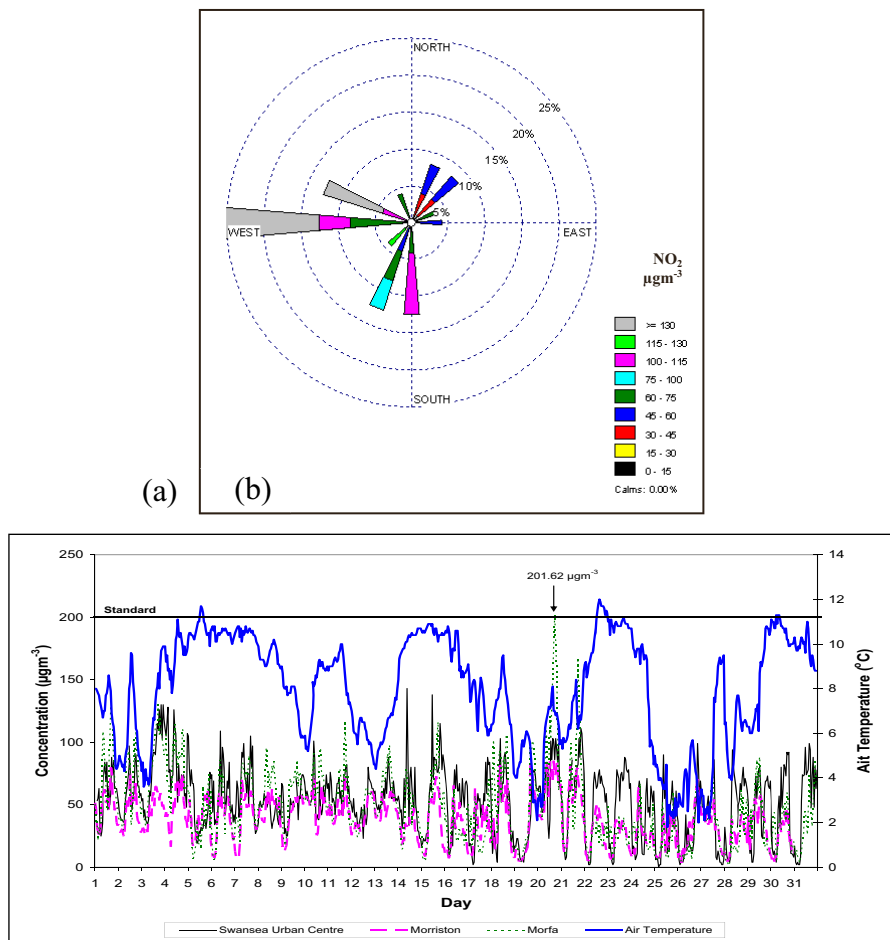 NORTH
25%
20%
15%
10%
5%
WEST
EAST
SOUTH
NO₂
µgm⁻³
>= 130
115 - 130
100 - 115
75 - 100
60 - 75
45 - 60
30 - 45
15 - 30
0 - 15
Calms: 0.00%
(a)
(b)
250
200
150
100
50
0
Concentration (µgm⁻³)
Standard
201.62 µgm⁻³
14
12
10
8
6
4
2
0
Ait Temperature (°C)
1 2 3 4 5 6 7 8 9 10 11 12 13 14 15 16 17 18 19 20 21 22 23 24 25 26 27 28 29 30 31
Day
Swansea Urban Centre Morriston Morfa Air Temperature